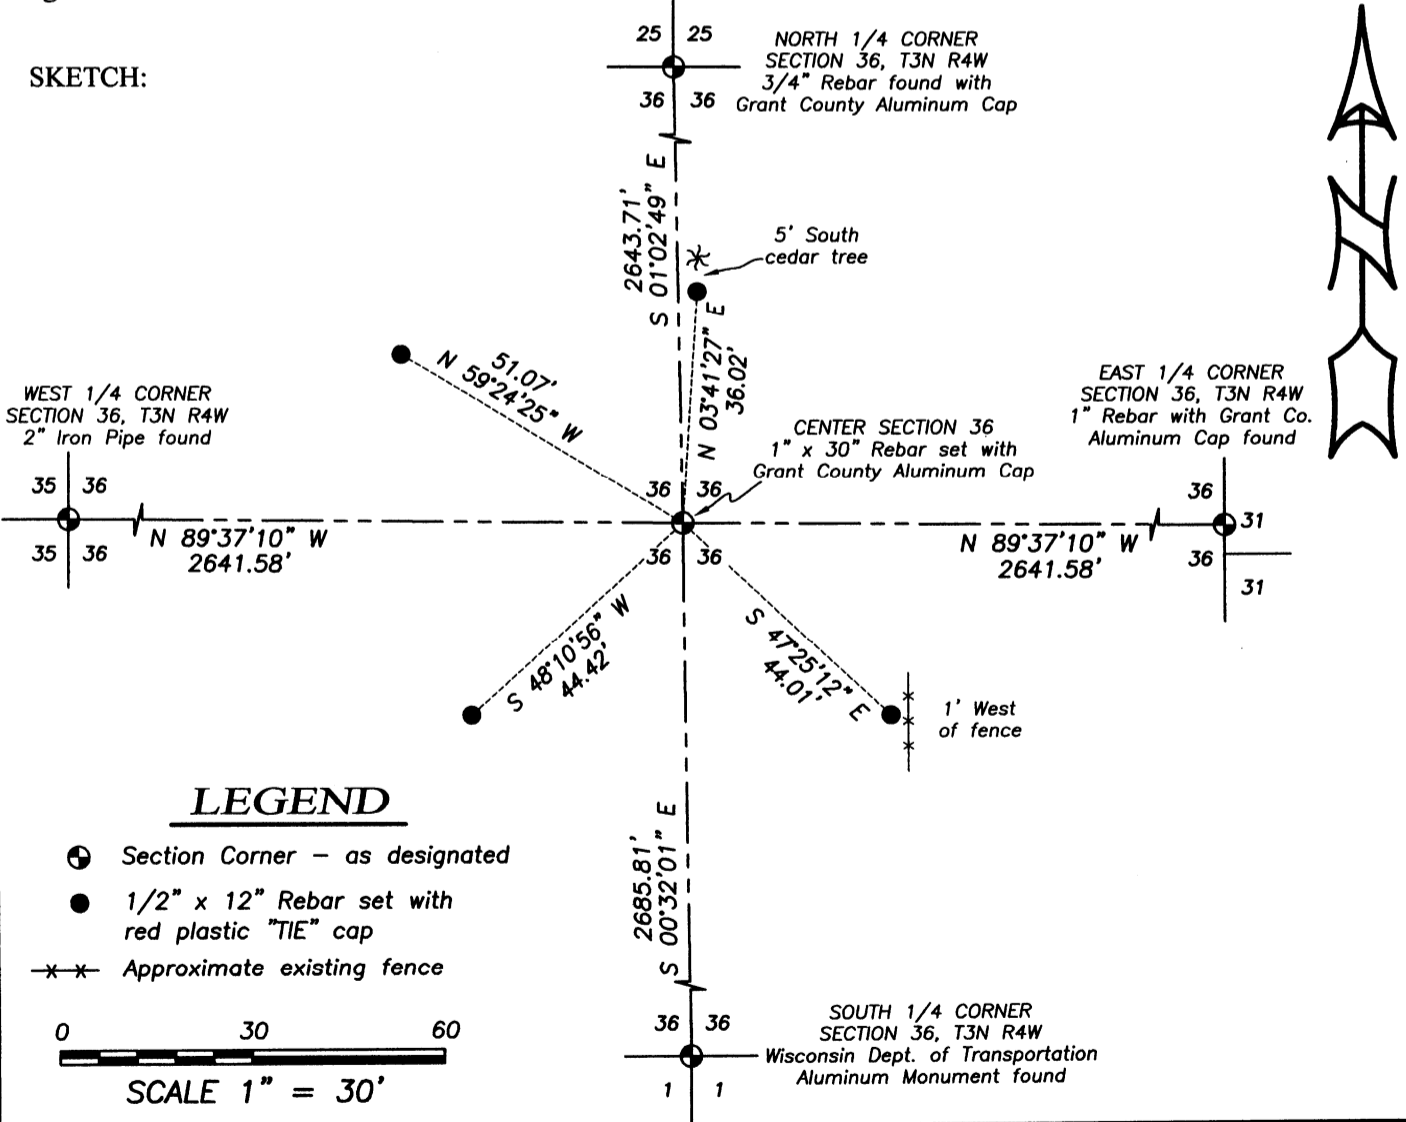 SKETCH:
25 25
36 36
NORTH 1/4 CORNER
SECTION 36, T3N R4W
3/4" Rebar found with
Grant County Aluminum Cap
2643.71'
S 01°02'49" E
5' South
cedar tree
N 03°41'27" E
36.02'
51.07'
N 59°24'25" W
WEST 1/4 CORNER
SECTION 36, T3N R4W
2" Iron Pipe found
35 36
35 36
N 89°37'10" W
2641.58'
CENTER SECTION 36
1" x 30" Rebar set with
Grant County Aluminum Cap
36 36
36 36
EAST 1/4 CORNER
SECTION 36, T3N R4W
1" Rebar with Grant Co.
Aluminum Cap found
36
31
36
31
N 89°37'10" W
2641.58'
S 48°10'56" W
44.42'
S 47°25'12" E
44.01'
1' West
of fence
2685.81'
S 00°32'01" E
36 36
1 1
SOUTH 1/4 CORNER
SECTION 36, T3N R4W
Wisconsin Dept. of Transportation
Aluminum Monument found
LEGEND
Section Corner – as designated
1/2" x 12" Rebar set with
red plastic "TIE" cap
Approximate existing fence
0 30 60
SCALE 1" = 30'
N